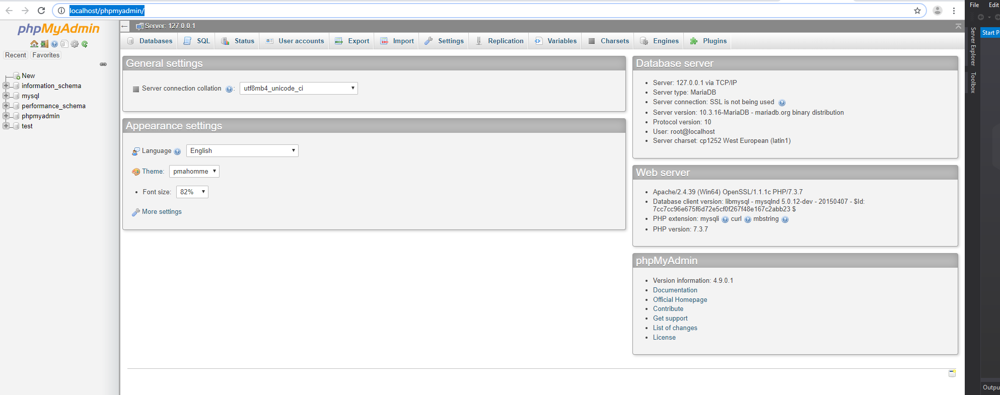 localhost/phpmyadmin/
phpMyAdmin
Recent Favorites
New
information_schema
mysql
performance_schema
phpmyadmin
test
Server: 127.0.0.1
Databases SQL Status User accounts Export Import Settings Replication Variables Charsets Engines Plugins
General settings
Server connection collation : utf8mb4_unicode_ci
Appearance settings
Language English
Theme: pmahomme
Font size: 82%
More settings
Database server
Server: 127.0.0.1 via TCP/IP
Server type: MariaDB
Server connection: SSL is not being used
Server version: 10.3.16-MariaDB - mariadb.org binary distribution
Protocol version: 10
User: root@localhost
Server charset: cp1252 West European (latin1)
Web server
Apache/2.4.39 (Win64) OpenSSL/1.1.1c PHP/7.3.7
Database client version: libmysql - mysqlnd 5.0.12-dev - 20150407 - $Id:
7cc7cc96e675f6d72e5cf0f267f48e167c2abb23 $
PHP extension: mysqli curl mbstring
PHP version: 7.3.7
phpMyAdmin
Version information: 4.9.0.1
Documentation
Official Homepage
Contribute
Get support
List of changes
License
File Edit
Start P
Server Explorer
Toolbox
Outpu